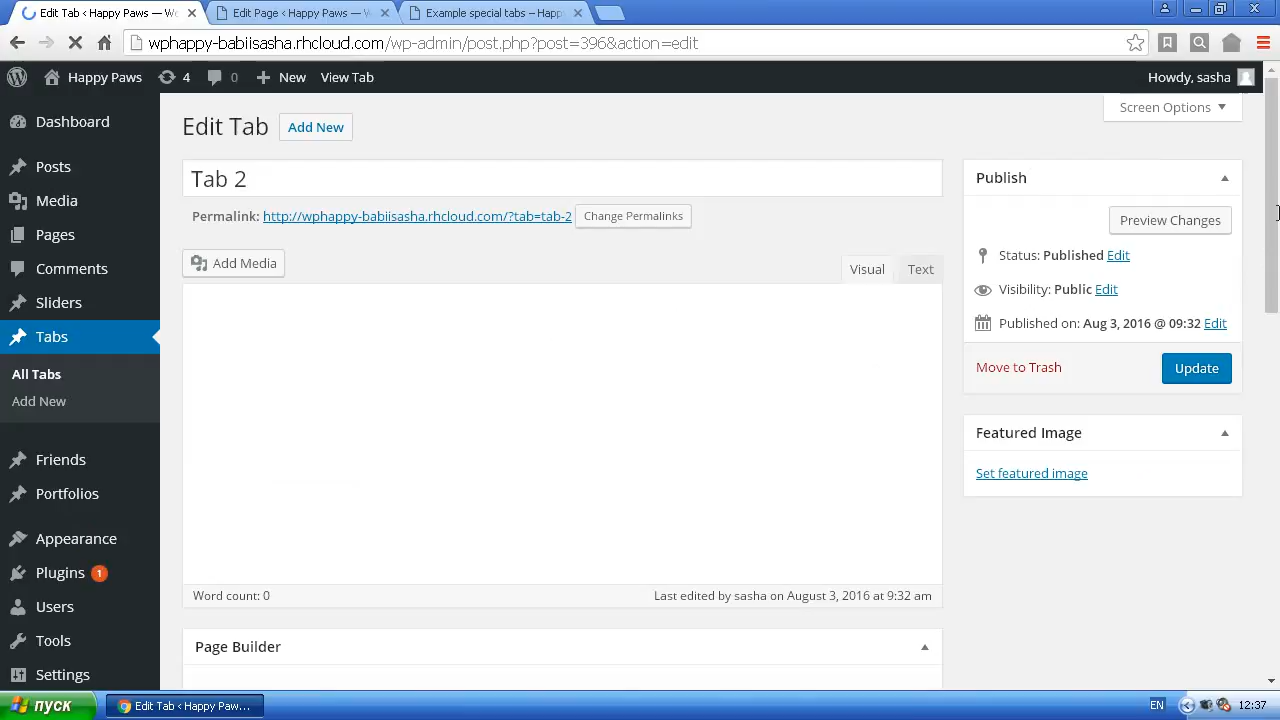 Edit Tab ‹ Happy Paws — We
Edit Page ‹ Happy Paws — W
Example special tabs – Happ
wphappy-babiisasha.rhcloud.com/wp-admin/post.php?post=396&action=edit
Happy Paws
4
0
New
View Tab
Howdy, sasha
Screen Options
Dashboard
Posts
Media
Pages
Comments
Sliders
Tabs
All Tabs
Add New
Friends
Portfolios
Appearance
Plugins 1
Users
Tools
Settings
Edit Tab
Add New
Tab 2
Permalink: http://wphappy-babiisasha.rhcloud.com/?tab=tab-2
Change Permalinks
Add Media
Visual
Text
Word count: 0
Last edited by sasha on August 3, 2016 at 9:32 am
Page Builder
Publish
Preview Changes
Status: Published Edit
Visibility: Public Edit
Published on: Aug 3, 2016 @ 09:32 Edit
Move to Trash
Update
Featured Image
Set featured image
пуск
Edit Tab ‹ Happy Paw...
EN
12:37